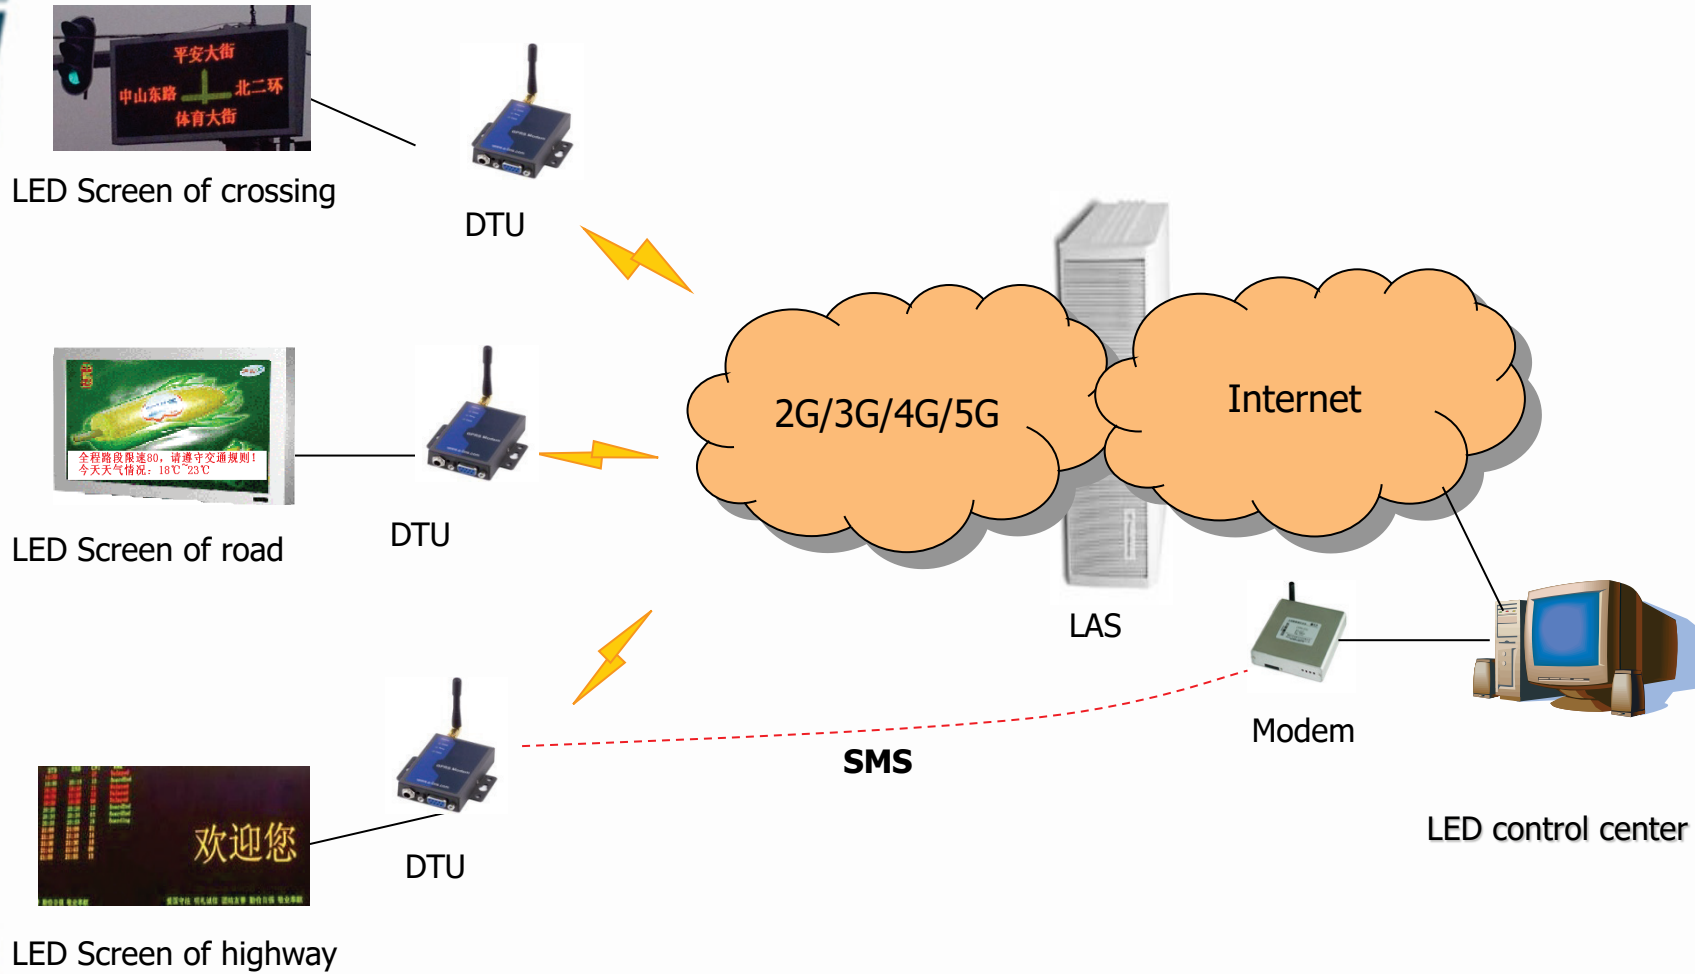 平安大街
中山东路
北二环
体育大街
LED Screen of crossing
DTU
全程路段限速80，请遵守交通规则！
今天天气情况：18℃~23℃
LED Screen of road
DTU
2G/3G/4G/5G
Internet
LAS
Modem
SMS
LED control center
欢迎您
DTU
LED Screen of highway